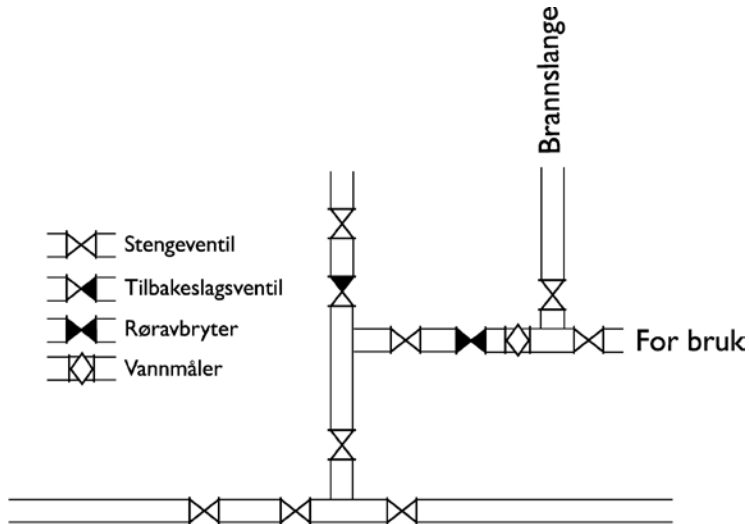 Brannslange
Stengeventil
Tilbakeslagsventil
Røravbryter
Vannmåler
For bruk